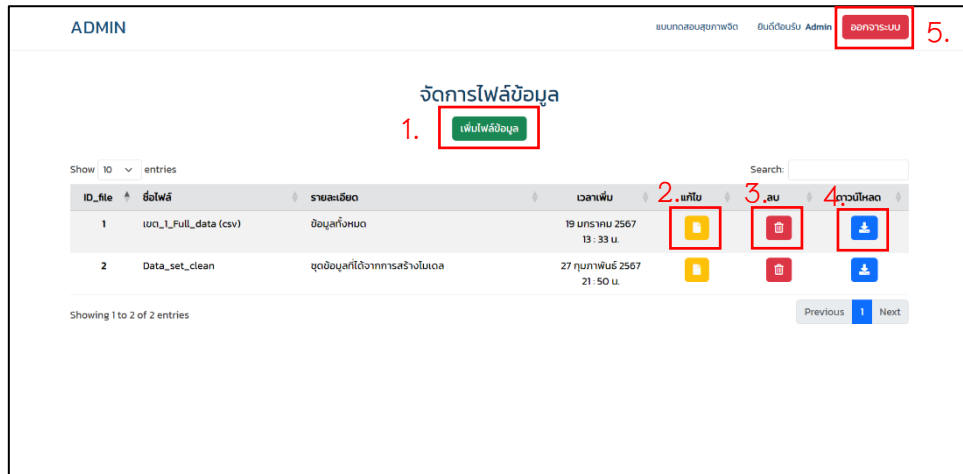 ADMIN
แบบทดสอบสุขภาพจิต ยินดีต้อนรับ Admin ออกจาระบบ 5.
จัดการไฟล์ข้อมูล
1. เพิ่มไฟล์ข้อมูล
Show 10 entries Search:
ID_file ชื่อไฟล์ รายละเอียด เวลาเพิ่ม 2. แก้ไข 3. ลบ 4. ดาวน์โหลด
1 เขต_1_Full_data (csv) ข้อมูลทั้งหมด 19 มกราคม 2567
13 : 33 น.
2 Data_set_clean ชุดข้อมูลที่ได้จากการสร้างโมเดล 27 กุมภาพันธ์ 2567
21 : 50 น.
Showing 1 to 2 of 2 entries Previous 1 Next